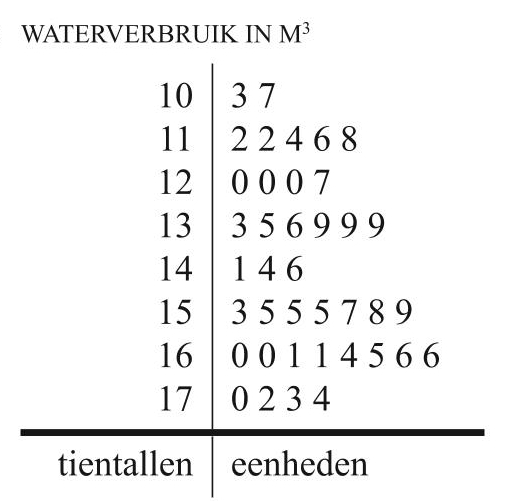 WATERVERBRUIK IN M³
10 3 7
11 2 2 4 6 8
12 0 0 0 7
13 3 5 6 9 9 9
14 1 4 6
15 3 5 5 5 7 8 9
16 0 0 1 1 4 5 6 6
17 0 2 3 4
tientallen eenheden